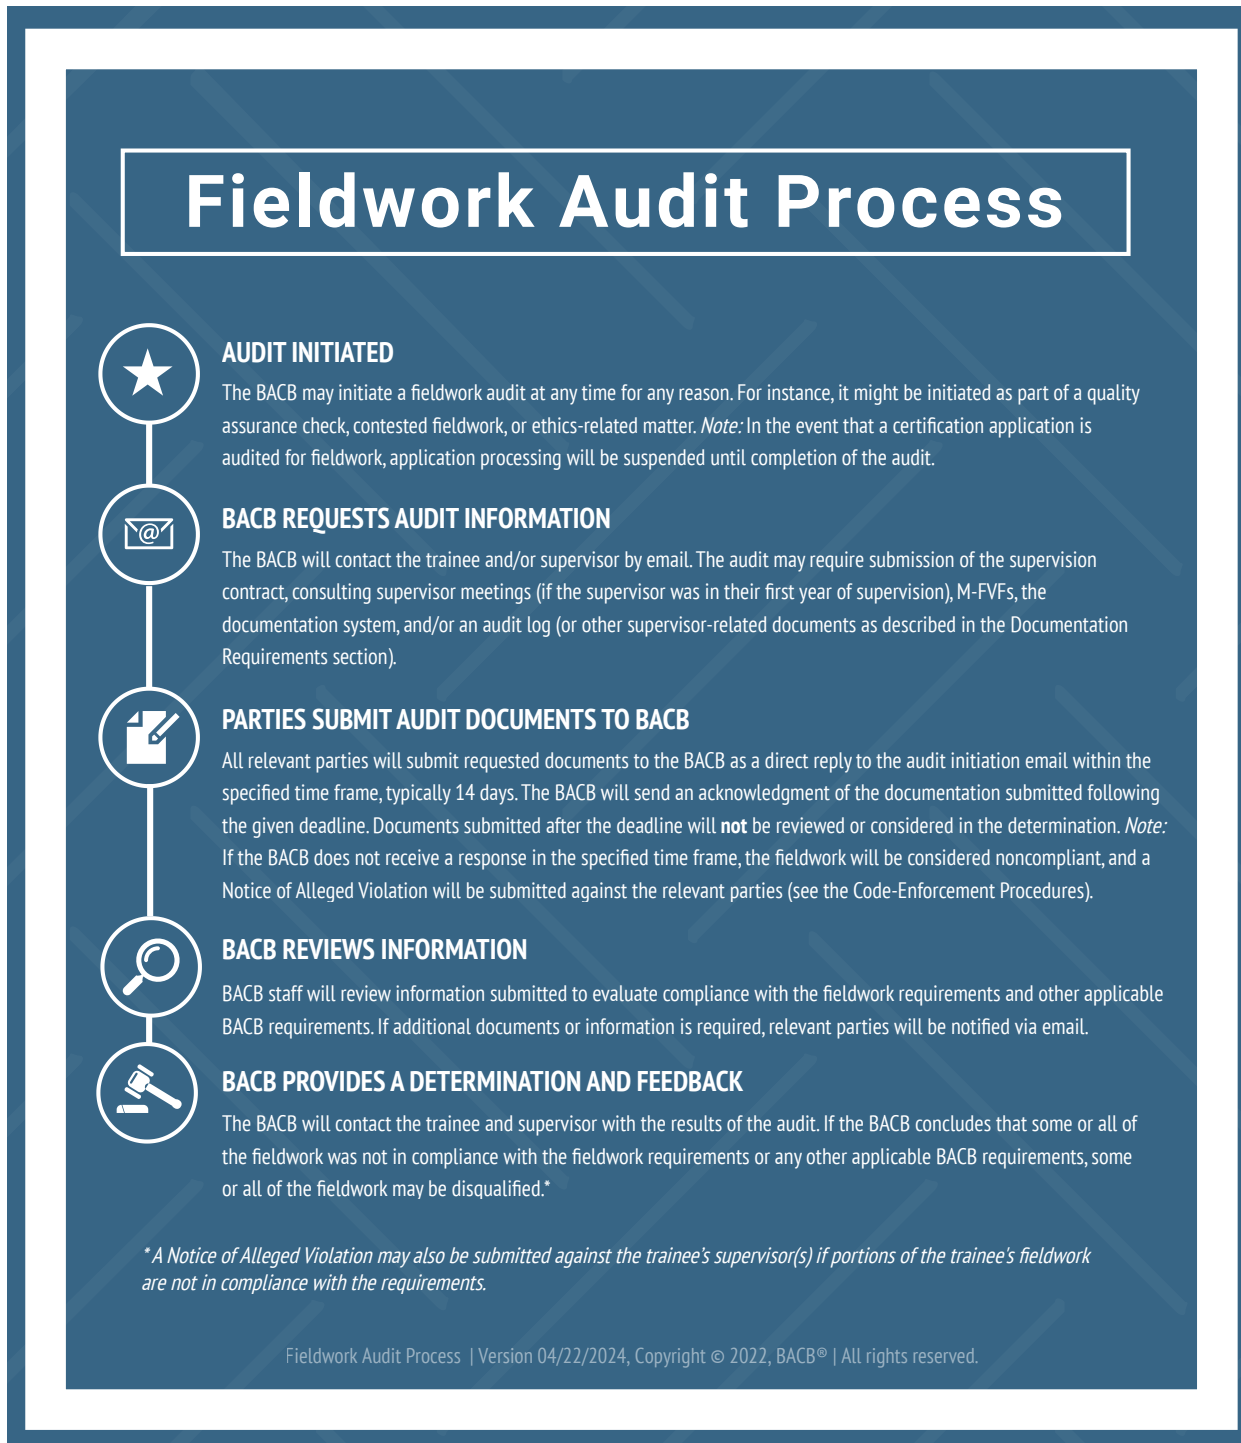 Fieldwork Audit Process
AUDIT INITIATED
The BACB may initiate a fieldwork audit at any time for any reason. For instance, it might be initiated as part of a quality
assurance check, contested fieldwork, or ethics-related matter. Note: In the event that a certification application is
audited for fieldwork, application processing will be suspended until completion of the audit.
@
BACB REQUESTS AUDIT INFORMATION
The BACB will contact the trainee and/or supervisor by email. The audit may require submission of the supervision
contract, consulting supervisor meetings (if the supervisor was in their first year of supervision), M-FVFs, the
documentation system, and/or an audit log (or other supervisor-related documents as described in the Documentation
Requirements section).
PARTIES SUBMIT AUDIT DOCUMENTS TO BACB
All relevant parties will submit requested documents to the BACB as a direct reply to the audit initiation email within the
specified time frame, typically 14 days. The BACB will send an acknowledgment of the documentation submitted following
the given deadline. Documents submitted after the deadline will not be reviewed or considered in the determination. Note:
If the BACB does not receive a response in the specified time frame, the fieldwork will be considered noncompliant, and a
Notice of Alleged Violation will be submitted against the relevant parties (see the Code-Enforcement Procedures).
BACB REVIEWS INFORMATION
BACB staff will review information submitted to evaluate compliance with the fieldwork requirements and other applicable
BACB requirements. If additional documents or information is required, relevant parties will be notified via email.
BACB PROVIDES A DETERMINATION AND FEEDBACK
The BACB will contact the trainee and supervisor with the results of the audit. If the BACB concludes that some or all of
the fieldwork was not in compliance with the fieldwork requirements or any other applicable BACB requirements, some
or all of the fieldwork may be disqualified.*
* A Notice of Alleged Violation may also be submitted against the trainee's supervisor(s) if portions of the trainee's fieldwork
are not in compliance with the requirements.
Fieldwork Audit Process | Version 04/22/2024, Copyright © 2022, BACB® | All rights reserved.